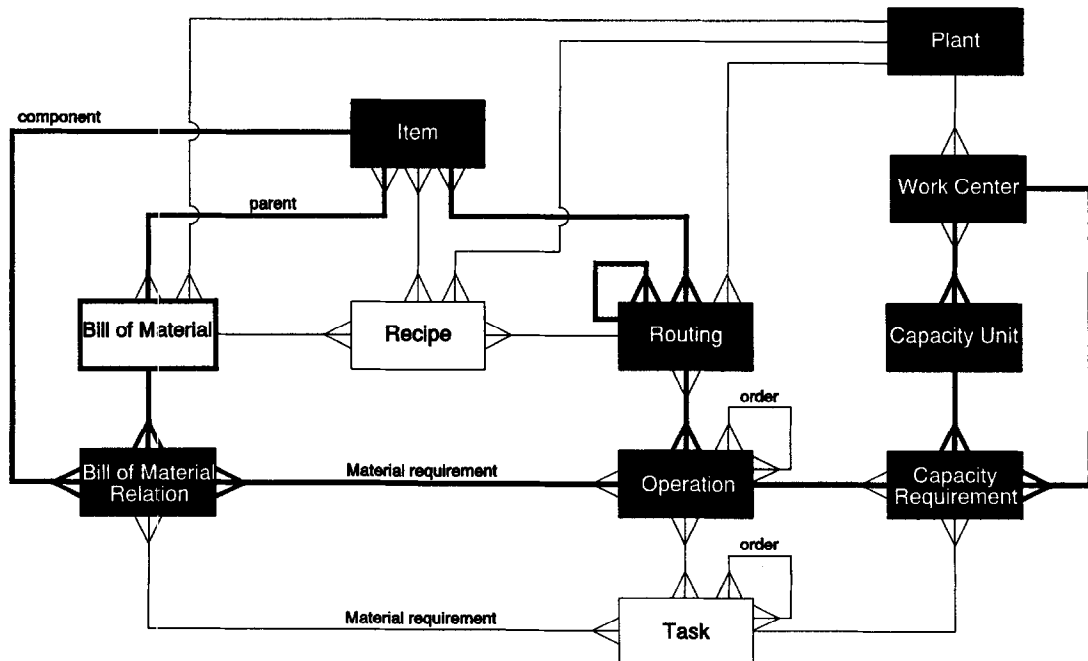 Plant
component
Item
Work Center
parent
Bill of Material
Recipe
Routing
Capacity Unit
order
Bill of Material
Relation
Material requirement
Operation
Capacity
Requirement
order
Material requirement
Task